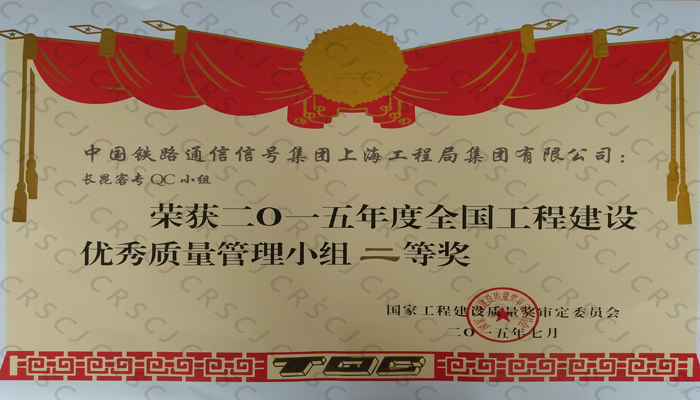 中国铁路通信信号集团上海工程局集团有限公司：
长昆客专QC小组
荣获二O一五年度全国工程建设
优秀质量管理小组二等奖
国家工程建设质量奖审定委员会
二O一五年七月
TQC
CRSCJ